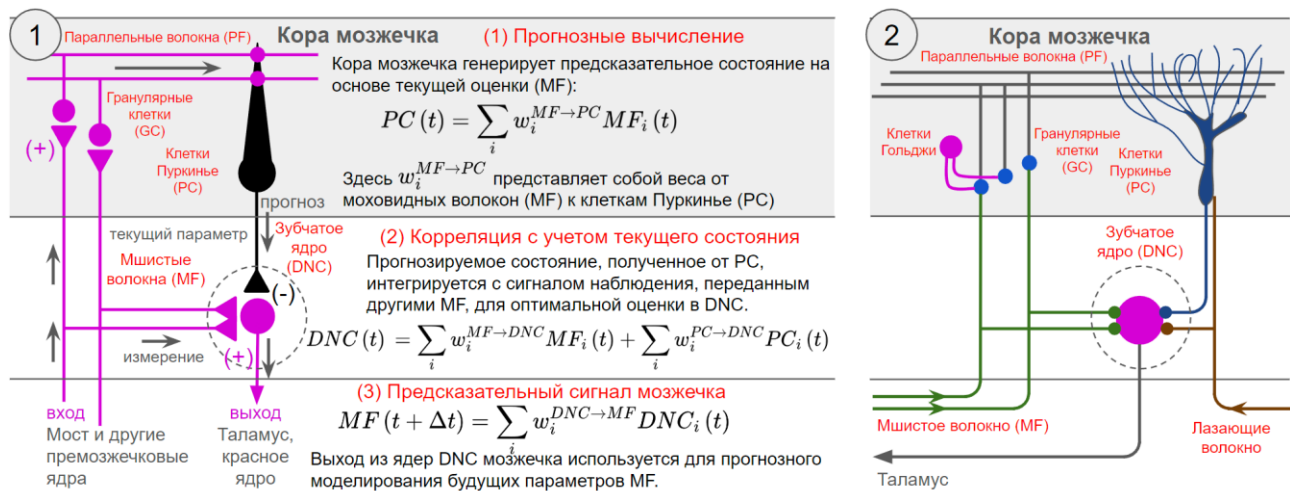 1
Кора мозжечка
Параллельные волокна (PF)
Гранулярные
клетки
(GC)
(+)
Клетки
Пуркинье
(PC)
прогноз
текущий параметр
Зубчатое
ядро
(DNC)
Мшистые
волокна (MF)
(-)
(+)
измерение
вход
выход
Мост и другие
премозжечковые
ядра
Таламус,
красное
ядро
(1) Прогнозные вычисление
Кора мозжечка генерирует предсказательное состояние на
основе текущей оценки (MF):
PC (t) = ∑_i w_i^{MF→PC} MF_i (t)
Здесь w_i^{MF→PC} представляет собой веса от
моховидных волокон (MF) к клеткам Пуркинье (PC)
(2) Корреляция с учетом текущего состояния
Прогнозируемое состояние, полученное от PC,
интегрируется с сигналом наблюдения, переданным
другими MF, для оптимальной оценки в DNC.
DNC (t) = ∑_i w_i^{MF→DNC} MF_i (t) + ∑_i w_i^{PC→DNC} PC_i (t)
(3) Предсказательный сигнал мозжечка
MF (t + Δt) = ∑_i w_i^{DNC→MF} DNC_i (t)
Выход из ядер DNC мозжечка используется для прогнозного
моделирования будущих параметров MF.
2
Кора мозжечка
Параллельные волокна (PF)
Клетки
Гольджи
Гранулярные
клетки (GC)
Клетки
Пуркинье
(PC)
Зубчатое
ядро (DNC)
Мшистое волокно (MF)
Лазающие
волокно
Таламус